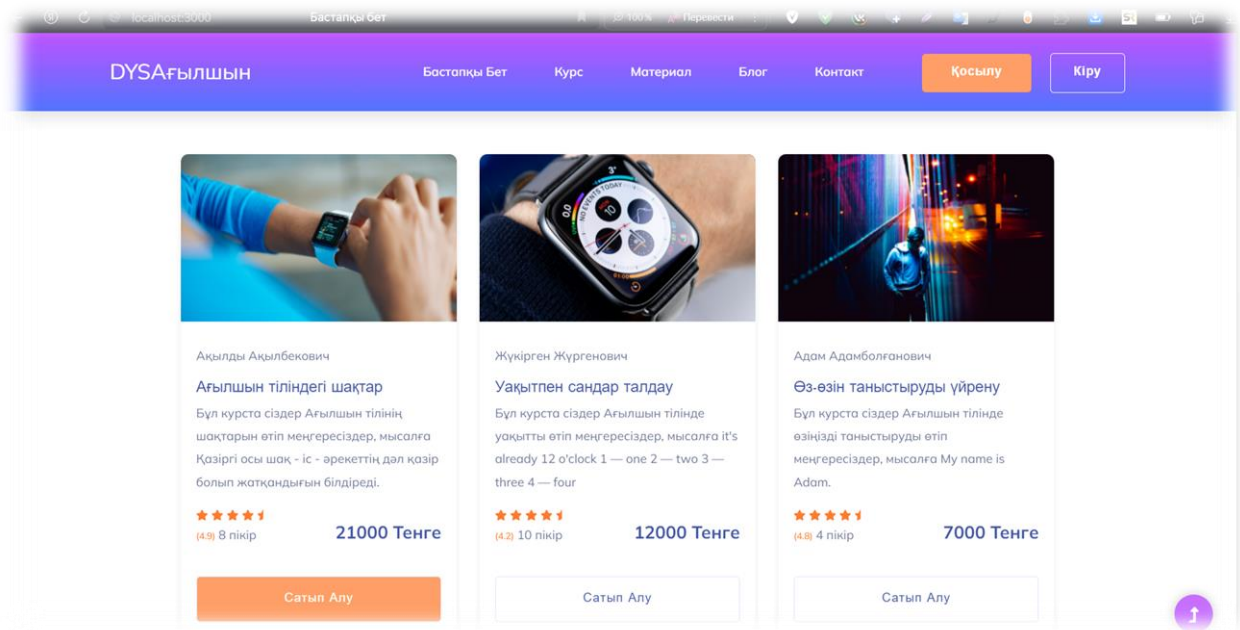 localhost:3000 Бастапқы бет 100 % Перевести
DYSАғылшын Бастапқы Бет Курс Материал Блог Контакт Қосылу Кіру
NO EVENTS TODAY
10
Ақылды Ақылбекович
Ағылшын тіліндегі шақтар
Бұл курста сіздер Ағылшын тілінің
шақтарын өтіп меңгересіздер, мысалға
Қазіргі осы шақ - іс - әрекеттің дәл қазір
болып жатқандығын білдіреді.
(4.9) 8 пікір 21000 Тенге
Сатып Алу
Жүкірген Жүргенович
Уақытпен сандар талдау
Бұл курста сіздер Ағылшын тілінде
уақытты өтіп меңгересіздер, мысалға it's
already 12 o'clock 1 — one 2 — two 3 —
three 4 — four
(4.2) 10 пікір 12000 Тенге
Сатып Алу
Адам Адамболғанович
Өз-өзін таныстыруды үйрену
Бұл курста сіздер Ағылшын тілінде
өзіңізді таныстыруды өтіп
меңгересіздер, мысалға My name is
Adam.
(4.8) 4 пікір 7000 Тенге
Сатып Алу